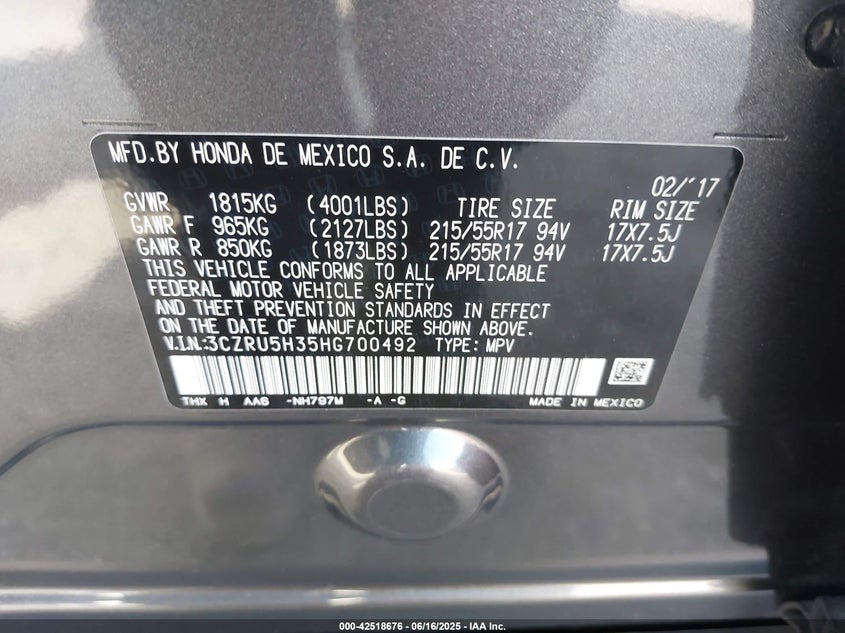 MFD.BY HONDA DE MEXICO S.A. DE C.V.
02/'17
GVWR 1815KG (4001LBS) TIRE SIZE RIM SIZE
GAWR F 965KG (2127LBS) 215/55R17 94V 17X7.5J
GAWR R 850KG (1873LBS) 215/55R17 94V 17X7.5J
THIS VEHICLE CONFORMS TO ALL APPLICABLE
FEDERAL MOTOR VEHICLE SAFETY
AND THEFT PREVENTION STANDARDS IN EFFECT
ON THE DATE OF MANUFACTURE SHOWN ABOVE.
V.I.N.:3CZRU5H35HG700492 TYPE: MPV
THX H AA6 -NH797M -A -G MADE IN MEXICO
000-42518676 - 06/16/2025 - IAA Inc.